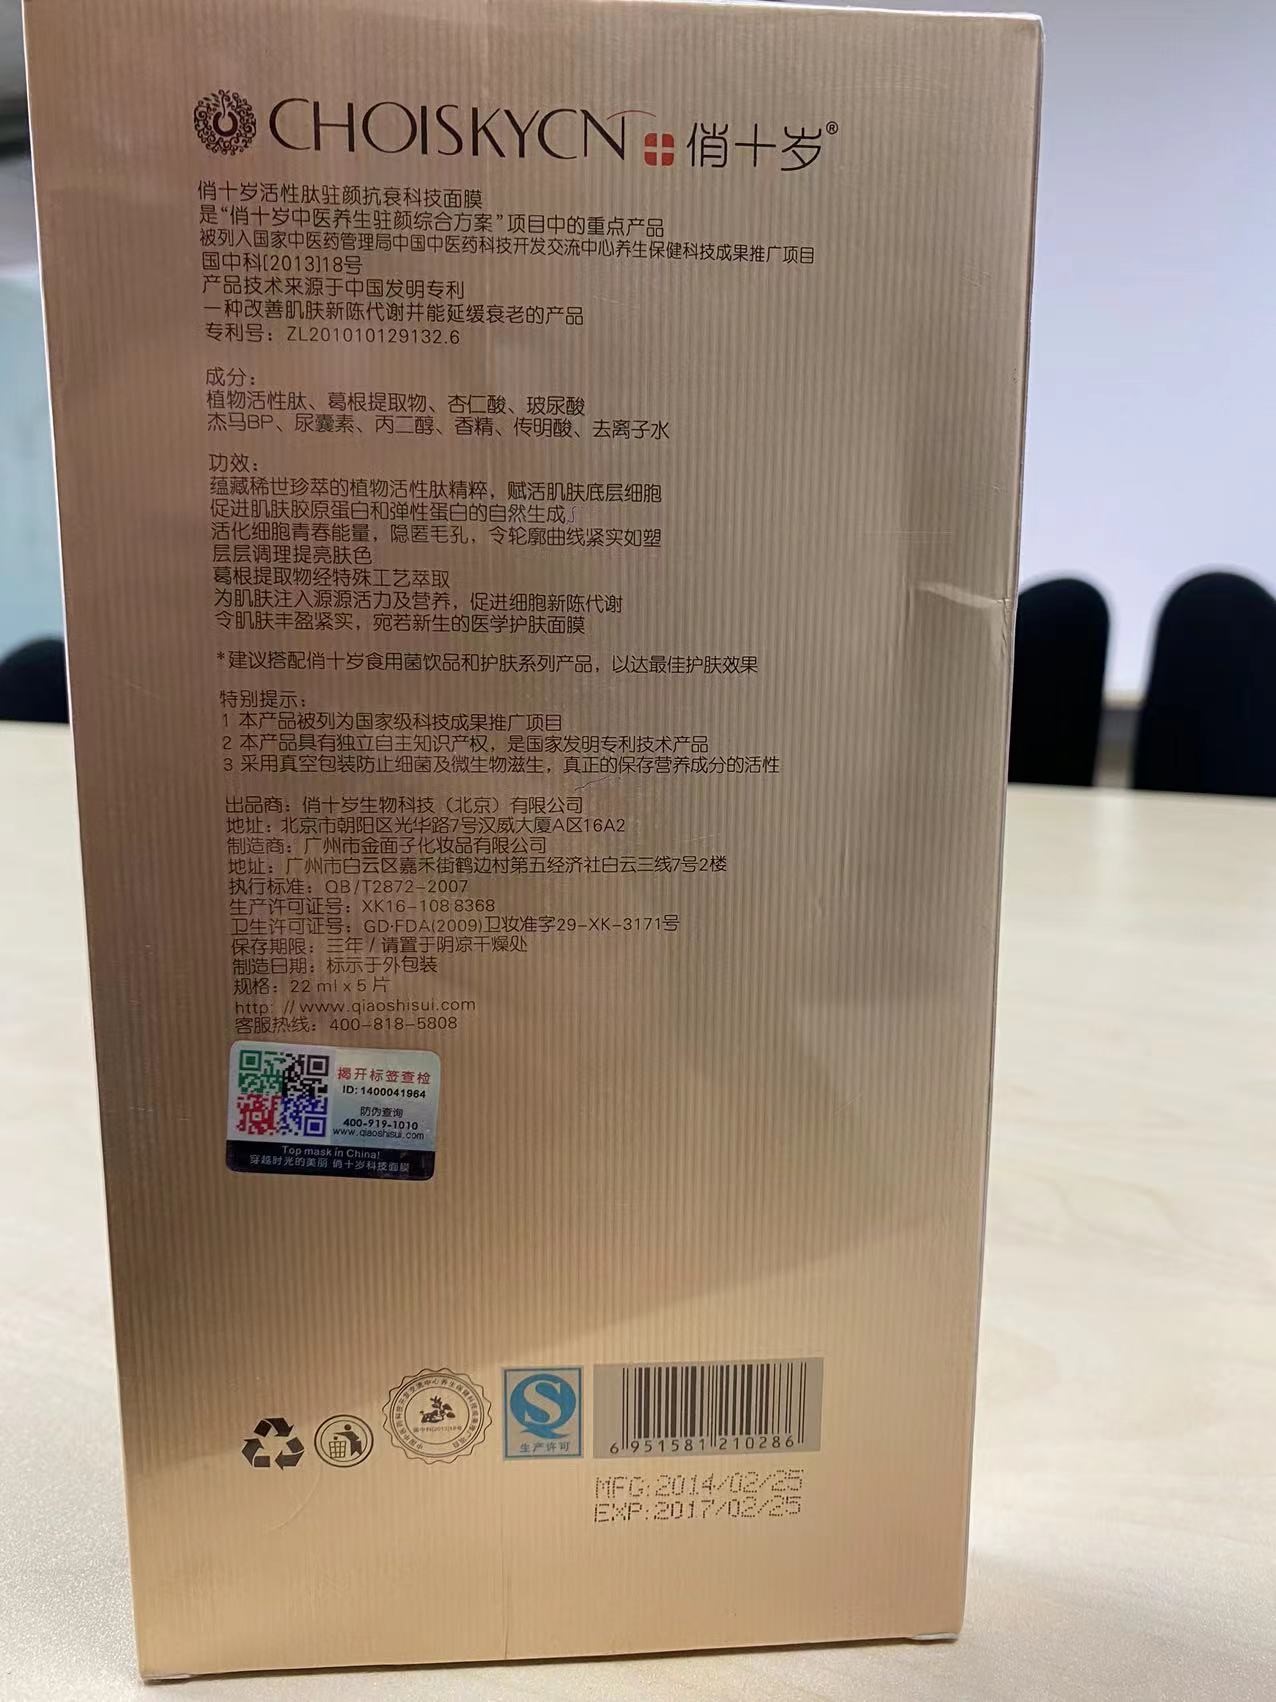 CHOISKYCN 俏十岁®
俏十岁活性肽驻颜抗衰科技面膜
是“俏十岁中医养生驻颜综合方案”项目中的重点产品
被列入国家中医药管理局中国中医药科技开发交流中心养生保健科技成果推广项目
国中科[2013]18号
产品技术来源于中国发明专利
一种改善肌肤新陈代谢并能延缓衰老的产品
专利号：ZL201010129132.6
成分：
植物活性肽、葛根提取物、杏仁酸、玻尿酸
杰马BP、尿囊素、丙二醇、香精、传明酸、去离子水
功效：
蕴藏稀世珍萃的植物活性肽精粹，赋活肌肤底层细胞
促进肌肤胶原蛋白和弹性蛋白的自然生成。
活化细胞青春能量，隐匿毛孔，令轮廓曲线紧实如塑
层层调理提亮肤色
葛根提取物经特殊工艺萃取
为肌肤注入源源活力及营养，促进细胞新陈代谢
令肌肤丰盈紧实，宛若新生的医学护肤面膜
*建议搭配俏十岁食用菌饮品和护肤系列产品，以达最佳护肤效果
特别提示：
1 本产品被列为国家级科技成果推广项目
2 本产品具有独立自主知识产权，是国家发明专利技术产品
3 采用真空包装防止细菌及微生物滋生，真正的保存营养成分的活性
出品商：俏十岁生物科技（北京）有限公司
地址：北京市朝阳区光华路7号汉威大厦A区16A2
制造商：广州市金面子化妆品有限公司
地址：广州市白云区嘉禾街鹤边村第五经济社白云三线7号2楼
执行标准：QB/T2872-2007
生产许可证号：XK16-108 8368
卫生许可证号：GD·FDA(2009)卫妆准字29-XK-3171号
保存期限：三年/请置于阴凉干燥处
制造日期：标示于外包装
规格：22 ml x 5 片
http: // www.qiaoshisui.com
客服热线：400-818-5808
揭开标签查检
ID:1400041964
防伪查询
400-919-1010
www.qiaoshisui.com
Top mask in China!
穿越时光的美丽 俏十岁科技面膜
国中科[2013]18号
生产许可
6 951581 210286
MFG:2014/02/25
EXP:2017/02/25